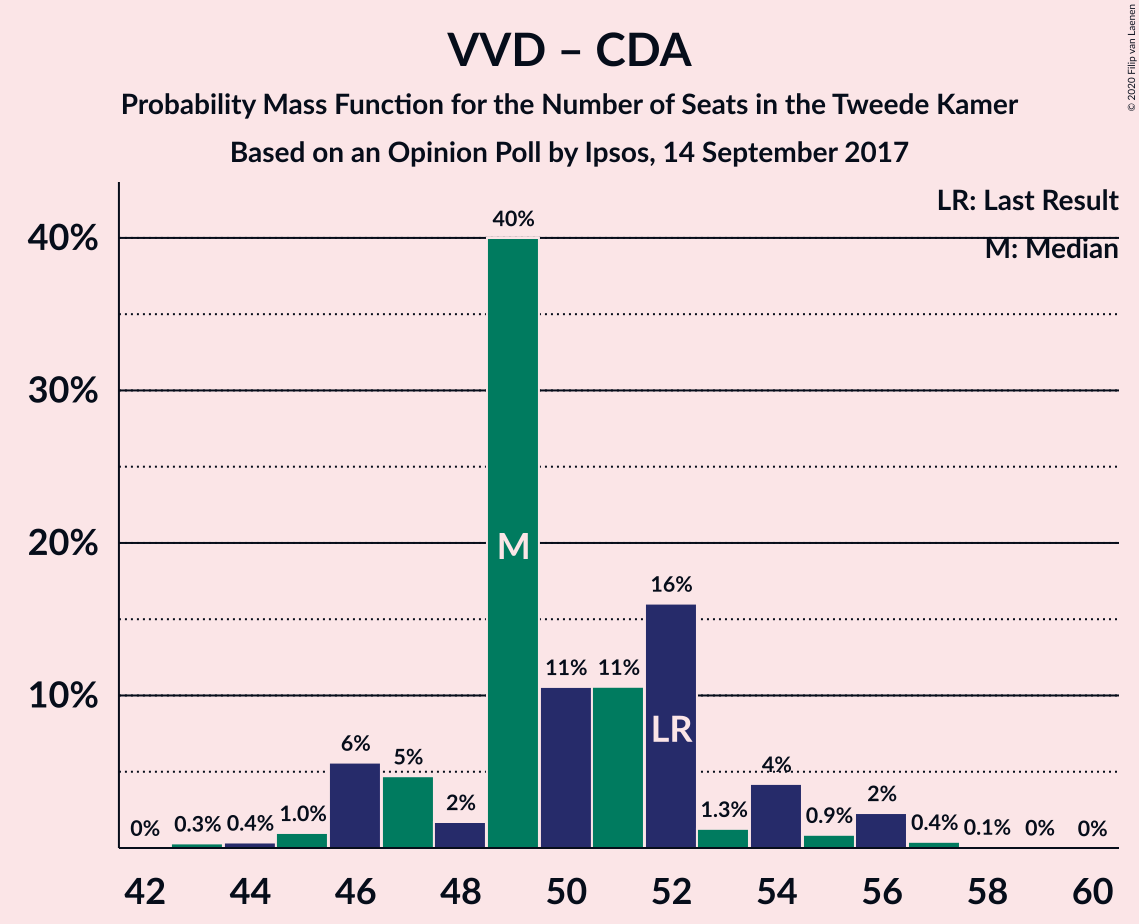 VVD – CDA
Probability Mass Function for the Number of Seats in the Tweede Kamer
Based on an Opinion Poll by Ipsos, 14 September 2017
© 2020 Filip van Laenen
LR: Last Result
M: Median
40%
30%
20%
10%
0% 0.3% 0.4% 1.0% 6% 5% 2% 40% 11% 11% 16% 1.3% 4% 0.9% 2% 0.4% 0.1% 0% 0%
M
LR
42 44 46 48 50 52 54 56 58 60